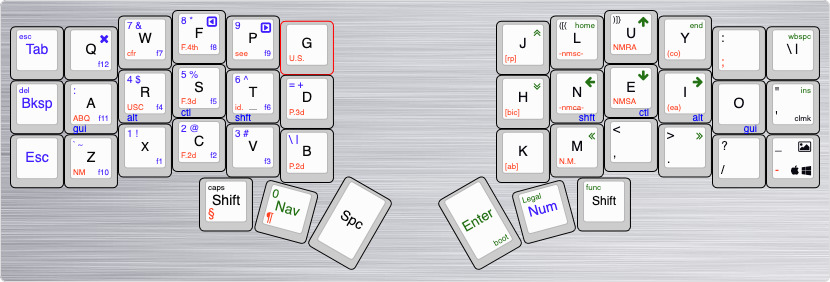 esc
Tab
Q
f12
7 &
W
cfr f7
8 *
F
F.4th f8
9
P
see f9
G
U.S.
J
[rp]
([{ home
L
-nmsc-
)]}
U
NMRA
end
Y
(co)
:
;
wbspc
\ |
del
Bksp
:
A
ABQ f11
gui
4 $
R
USC f4
alt
5 %
S
F.3d f5
ctl
6 ^
T
id. __ f6
shft
= +
D
P.3d
H
[bic]
N
-nmca-
shft
E
NMSA
ctl
I
(ea)
alt
O
gui
" ins
'
clmk
Esc
` ~
Z
NM f10
1 !
X
f1
2 @
C
F.2d f2
3 #
V
f3
\ |
B
P.2d
K
[ab]
M
N.M.
<
,
>
.
?
/
_
-
caps
Shift
§
0
Nav
¶
Spc
Enter
boot
Legal
Num
func
Shift